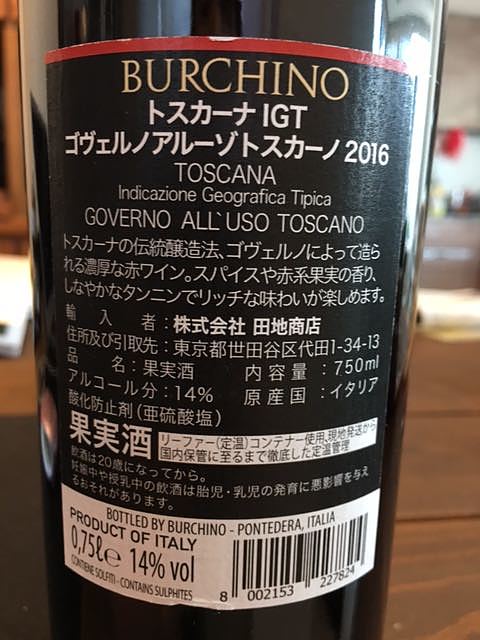 BURCHINO
トスカーナ IGT
ゴヴェルノアルーゾトスカーノ 2016
TOSCANA
Indicazione Geografica Tipica
GOVERNO ALL`USO TOSCANO
トスカーナの伝統醸造法、ゴヴェルノによって造ら
れる濃厚な赤ワイン。スパイスや赤系果実の香り、
しなやかなタンニンでリッチな味わいが楽しめます。
輸入者：株式会社 田地商店
住所及び引取先：東京都世田谷区代田1-34-13
品名：果実酒 内容量：750ml
アルコール分：14% 原産国：イタリア
酸化防止剤（亜硫酸塩）
果実酒 リーファー（定温）コンテナー使用、現地発送から
国内保管に至るまで徹底した定温管理
飲酒は20歳になってから。
妊娠中や授乳中の飲酒は胎児・乳児の発育に悪影響を与え
るおそれがあります。
BOTTLED BY BURCHINO - PONTEDERA, ITALIA
PRODUCT OF ITALY
0,75ℓe 14% vol
CONTIENE SOLFITI - CONTAINS SULPHITES
8 002153 227824